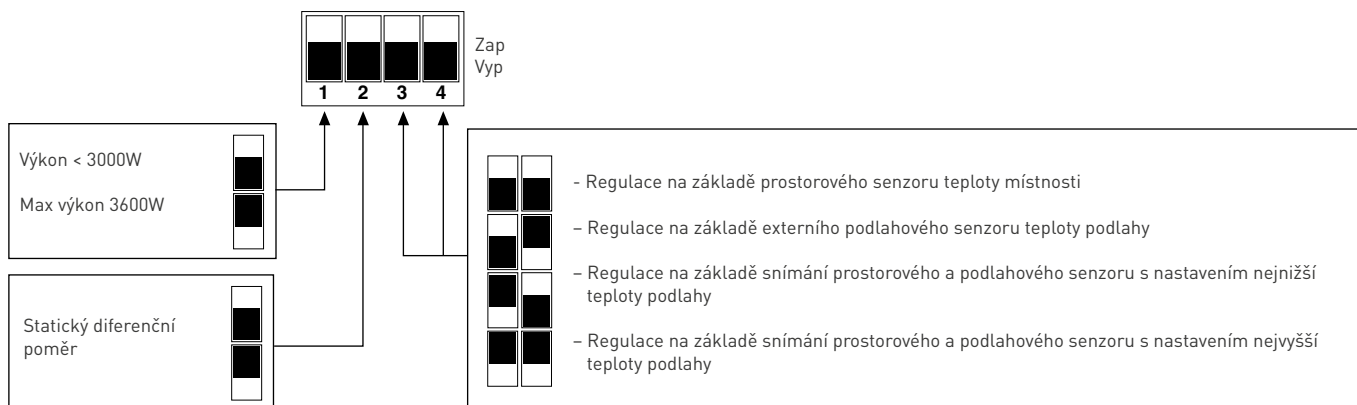 Zap
Vyp
1 2 3 4
Výkon < 3000W
Max výkon 3600W
Statický diferenční
poměr
- Regulace na základě prostorového senzoru teploty místnosti
– Regulace na základě externího podlahového senzoru teploty podlahy
– Regulace na základě snímání prostorového a podlahového senzoru s nastavením nejnižší
teploty podlahy
– Regulace na základě snímání prostorového a podlahového senzoru s nastavením nejvyšší
teploty podlahy